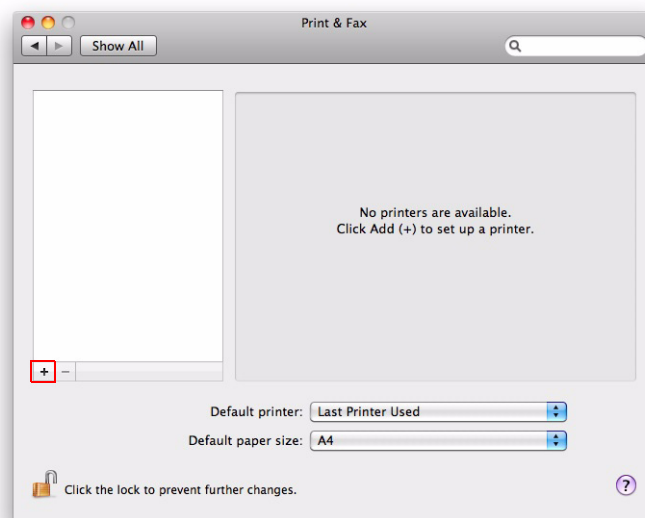 Print & Fax
Show All
No printers are available.
Click Add (+) to set up a printer.
+ −
Default printer: Last Printer Used
Default paper size: A4
Click the lock to prevent further changes.
?